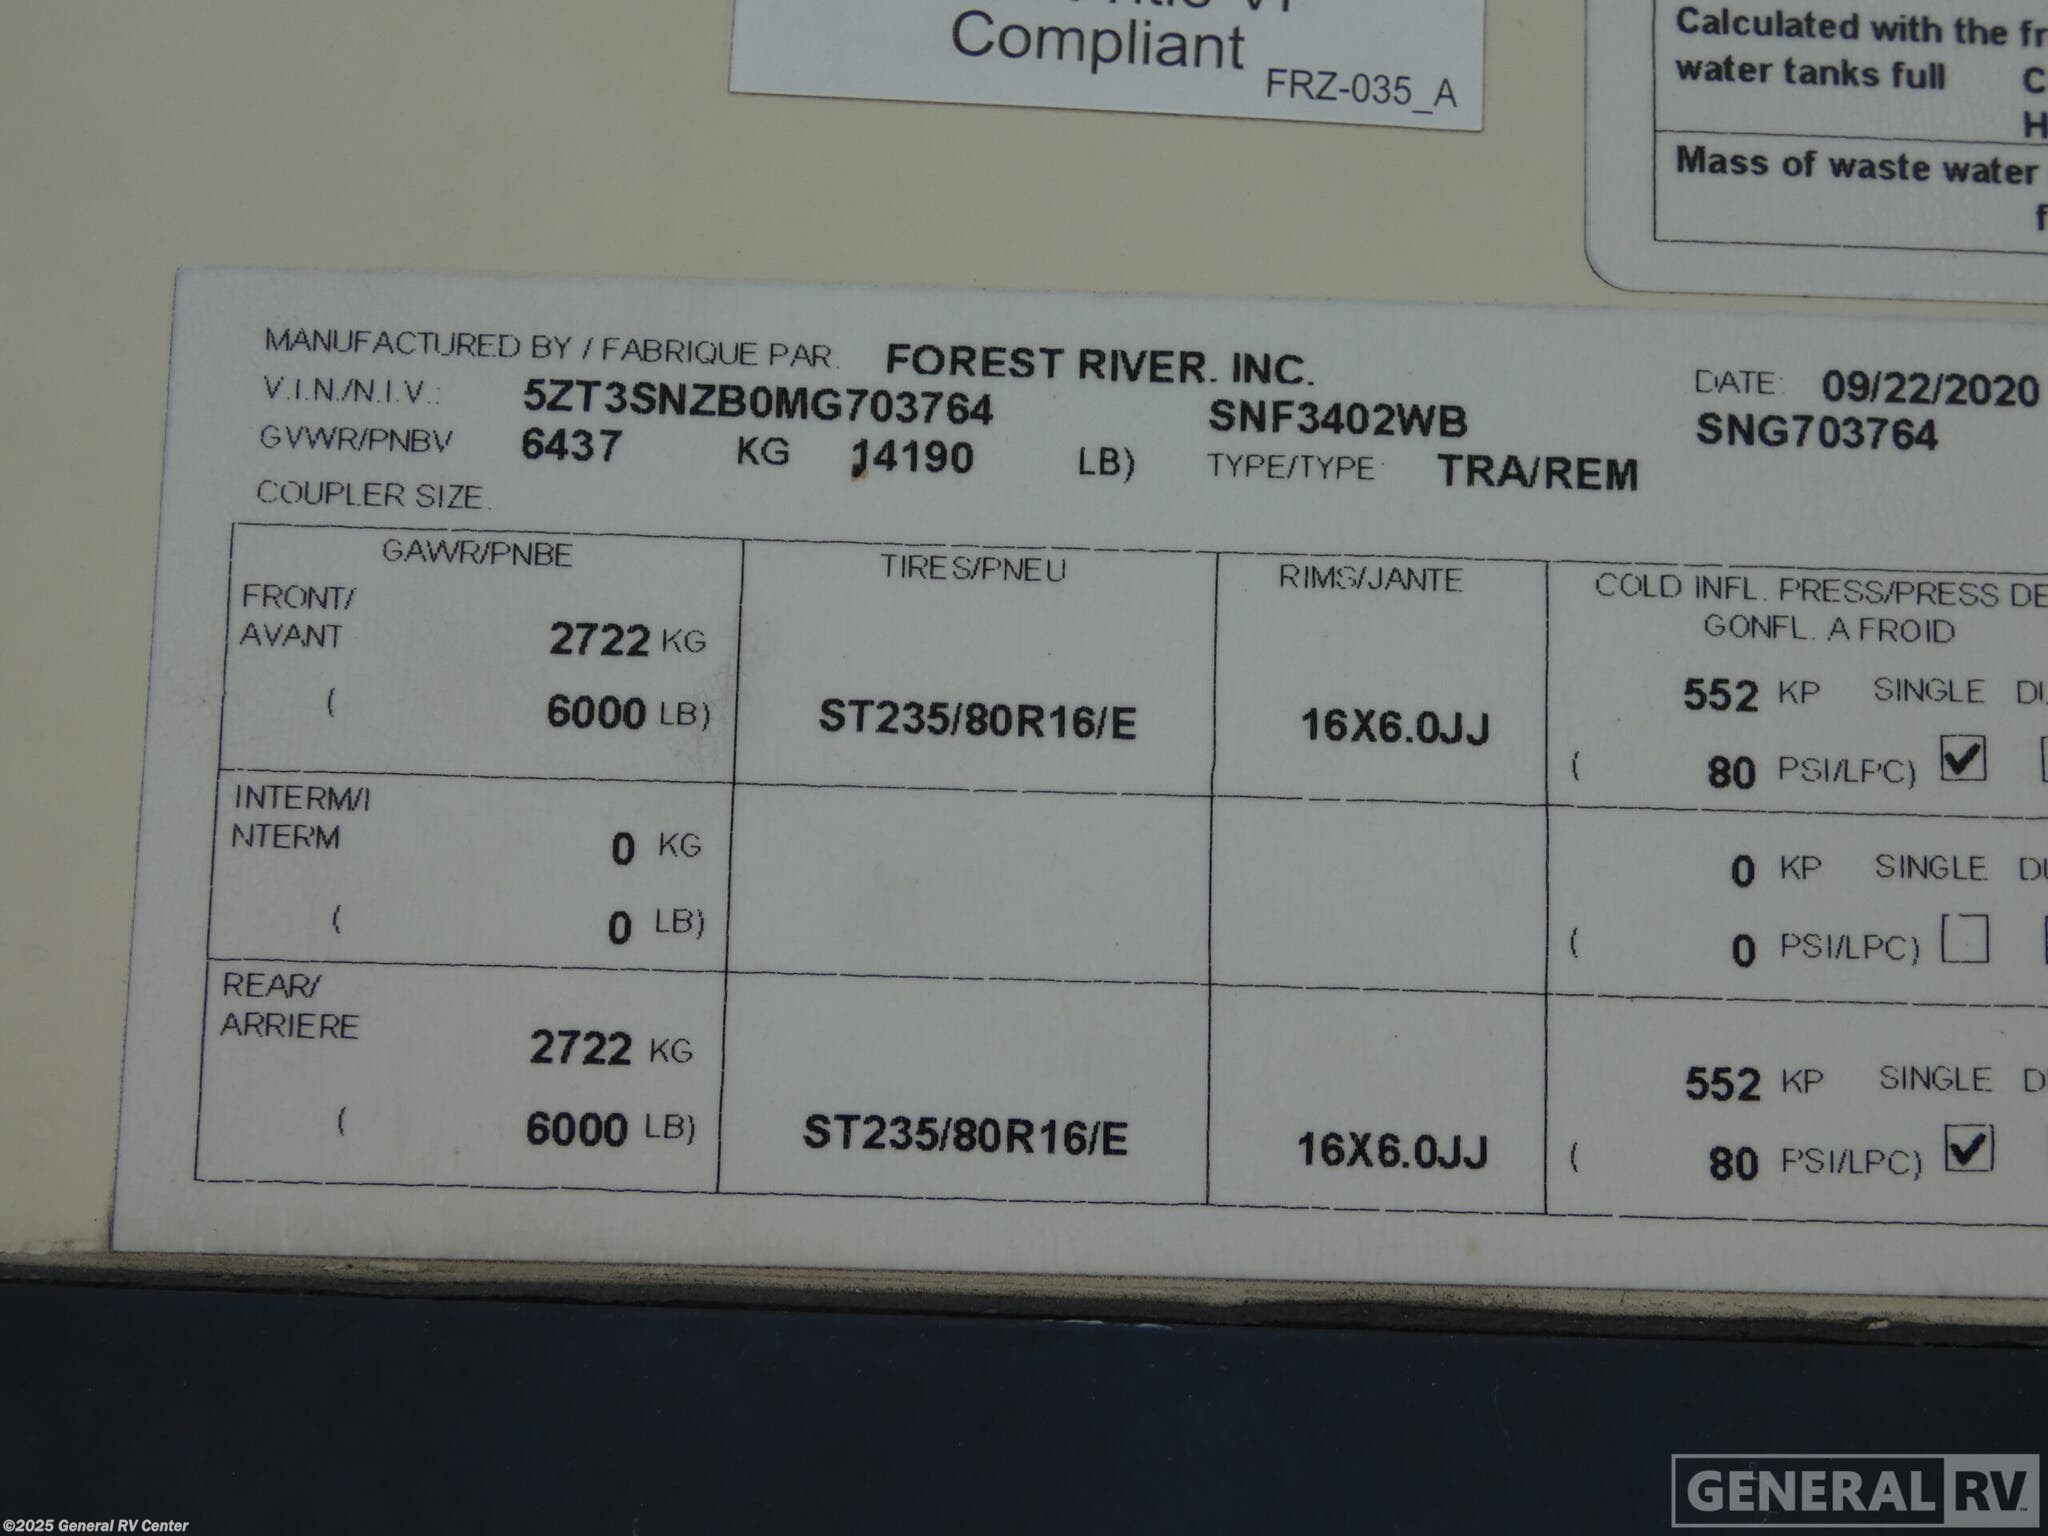 Compliant
FRZ-035_A
Calculated with the
water tanks full
Mass of waste water
MANUFACTURED BY / FABRIQUE PAR. FOREST RIVER. INC. DATE: 09/22/2020
V.I.N./N.I.V.: 5ZT3SNZB0MG703764 SNF3402WB SNG703764
GVWR/PNBV 6437 KG 14190 LB) TYPE/TYPE TRA/REM
COUPLER SIZE.
GAWR/PNBE TIRES/PNEU RIMS/JANTE COLD INFL. PRESS/PRESS DE
GONFL. A FROID
FRONT/
AVANT 2722 KG
552 KP SINGLE
( 6000 LB) ST235/80R16/E 16X6.0JJ ( 80 PSI/LPC)
INTERM/I
NTERM 0 KG 0 KP SINGLE
( 0 LB) ( 0 PSI/LPC)
REAR/
ARRIERE 2722 KG 552 KP SINGLE
( 6000 LB) ST235/80R16/E 16X6.0JJ ( 80 PSI/LPC)
GENERAL RV
©2025 General RV Center